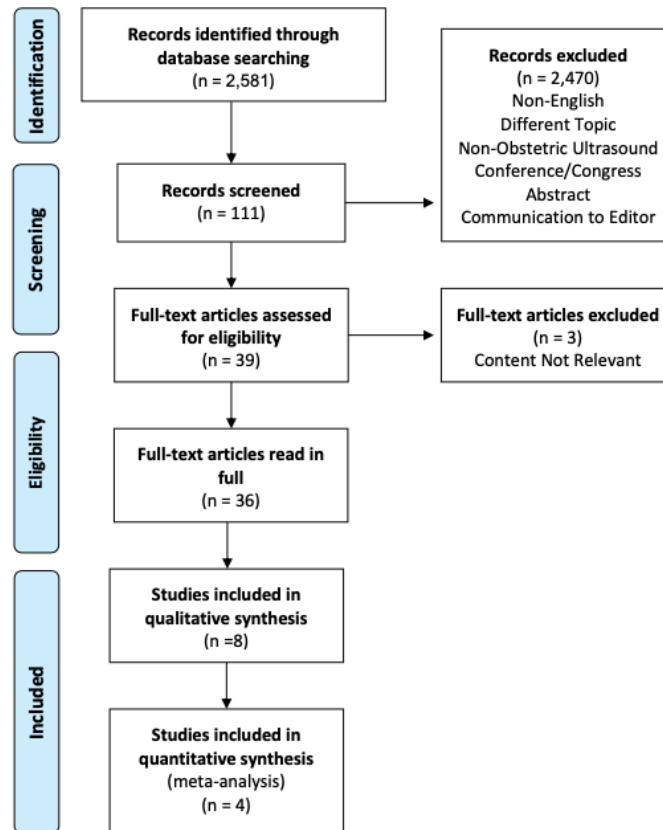 Identification
Records identified through
database searching
(n = 2,581)
Records excluded
(n = 2,470)
Non-English
Different Topic
Non-Obstetric Ultrasound
Conference/Congress
Abstract
Communication to Editor
Screening
Records screened
(n = 111)
Full-text articles assessed
for eligibility
(n = 39)
Full-text articles excluded
(n = 3)
Content Not Relevant
Eligibility
Full-text articles read in
full
(n = 36)
Included
Studies included in
qualitative synthesis
(n =8)
Studies included in
quantitative synthesis
(meta-analysis)
(n = 4)